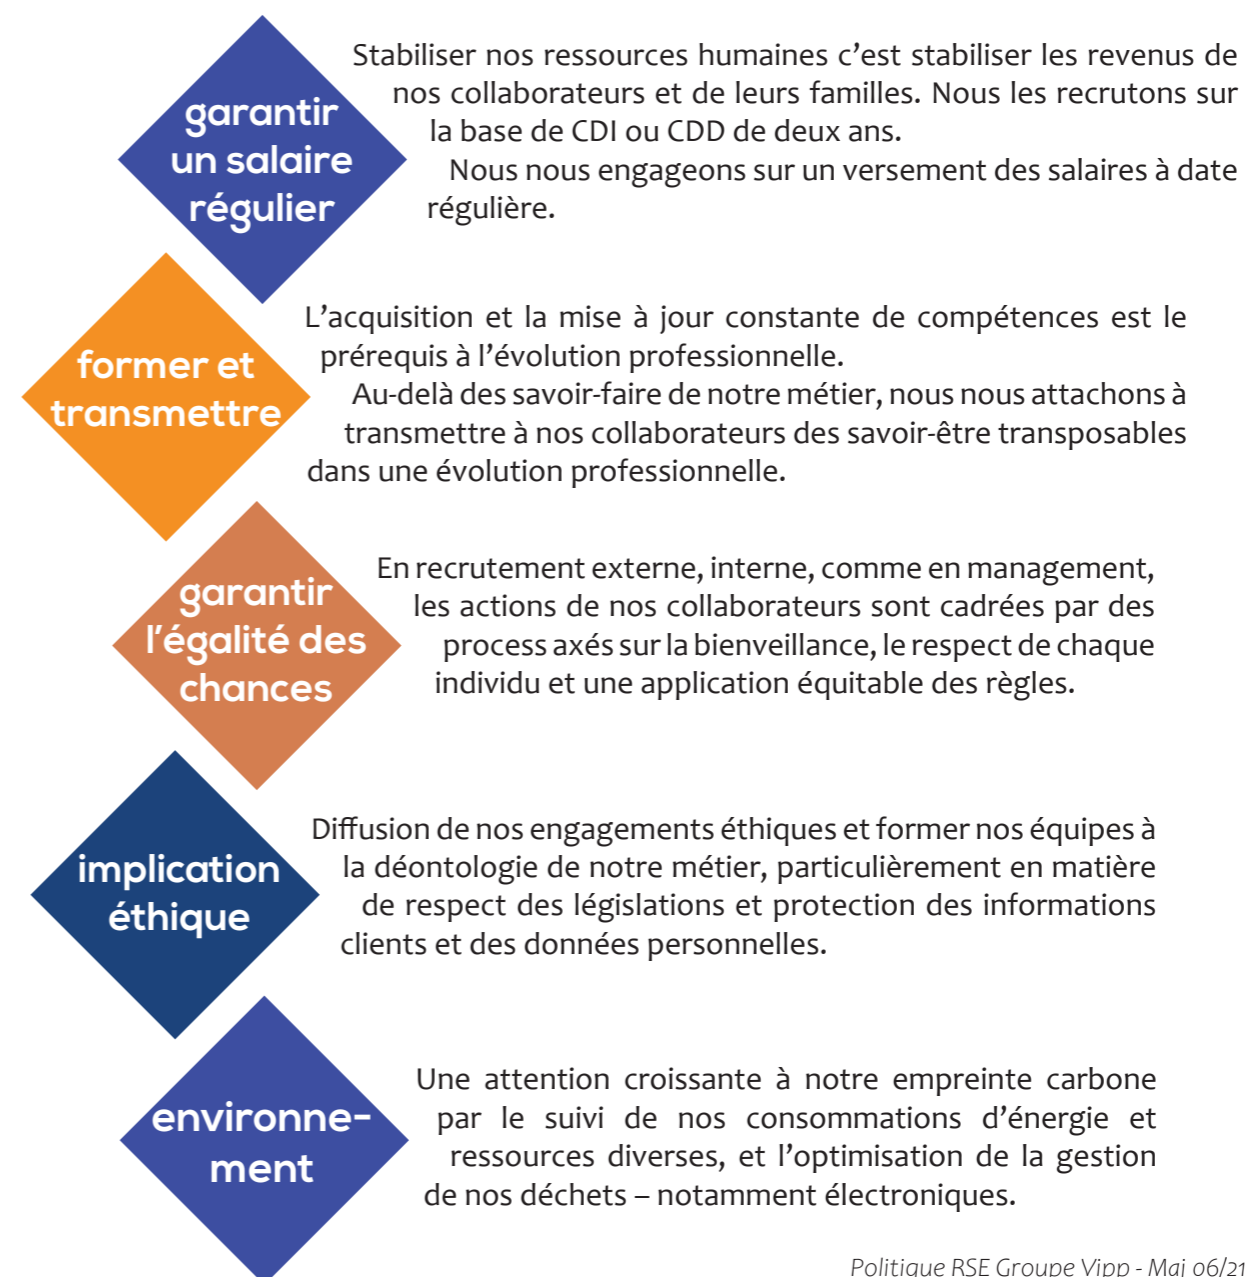 garantir
un salaire
régulier
Stabiliser nos ressources humaines c’est stabiliser les revenus de
nos collaborateurs et de leurs familles. Nous les recrutons sur
la base de CDI ou CDD de deux ans.
Nous nous engageons sur un versement des salaires à date
régulière.
former et
transmettre
L’acquisition et la mise à jour constante de compétences est le
prérequis à l’évolution professionnelle.
Au-delà des savoir-faire de notre métier, nous nous attachons à
transmettre à nos collaborateurs des savoir-être transposables
dans une évolution professionnelle.
garantir
l’égalité des
chances
En recrutement externe, interne, comme en management,
les actions de nos collaborateurs sont cadrées par des
process axés sur la bienveillance, le respect de chaque
individu et une application équitable des règles.
implication
éthique
Diffusion de nos engagements éthiques et former nos équipes à
la déontologie de notre métier, particulièrement en matière
de respect des législations et protection des informations
clients et des données personnelles.
environne-
ment
Une attention croissante à notre empreinte carbone
par le suivi de nos consommations d’énergie et
ressources diverses, et l’optimisation de la gestion
de nos déchets – notamment électroniques.
Politique RSE Groupe Vipp - Maj 06/21